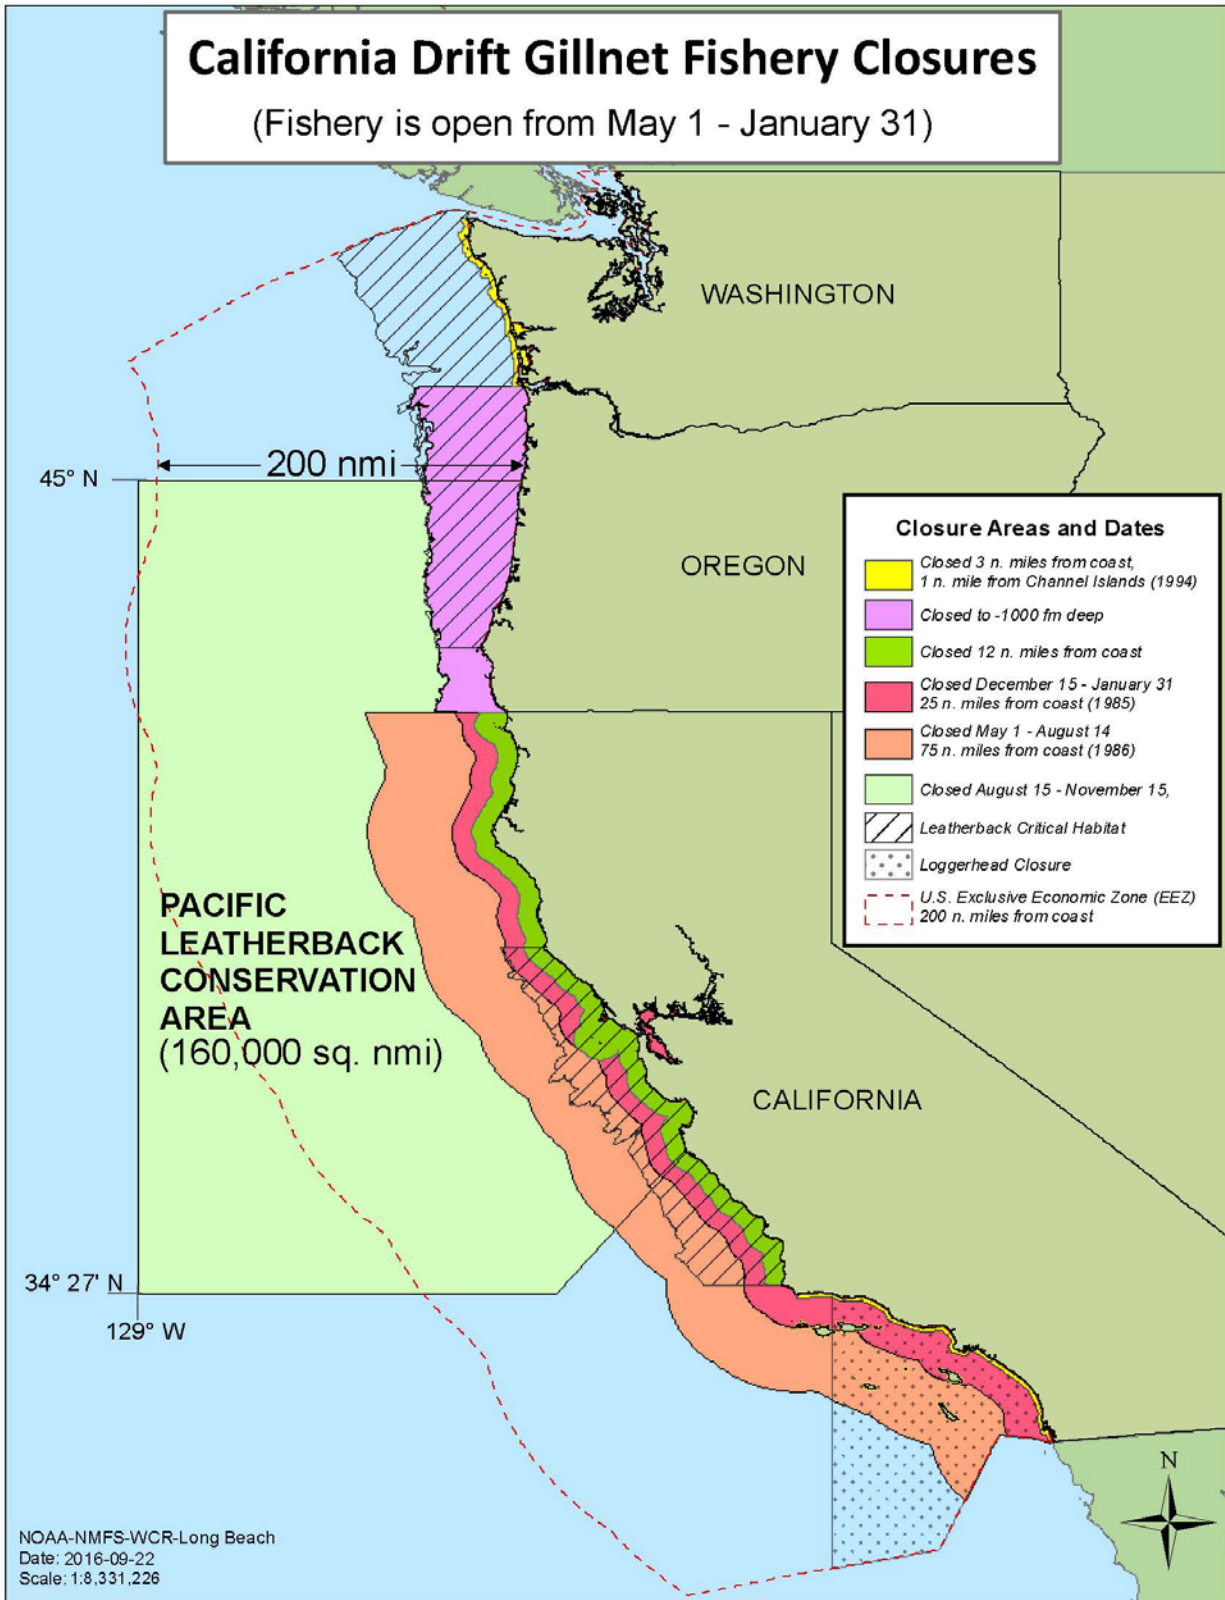 California Drift Gillnet Fishery Closures
(Fishery is open from May 1 - January 31)
WASHINGTON
200 nmi
45° N
OREGON
Closure Areas and Dates
Closed 3 n. miles from coast,
1 n. mile from Channel Islands (1994)
Closed to -1000 fm deep
Closed 12 n. miles from coast
Closed December 15 - January 31
25 n. miles from coast (1985)
Closed May 1 - August 14
75 n. miles from coast (1986)
Closed August 15 - November 15,
Leatherback Critical Habitat
Loggerhead Closure
U.S. Exclusive Economic Zone (EEZ)
200 n. miles from coast
PACIFIC
LEATHERBACK
CONSERVATION
AREA
(160,000 sq. nmi)
CALIFORNIA
34° 27' N
129° W
N
NOAA-NMFS-WCR-Long Beach
Date: 2016-09-22
Scale: 1:8,331,226